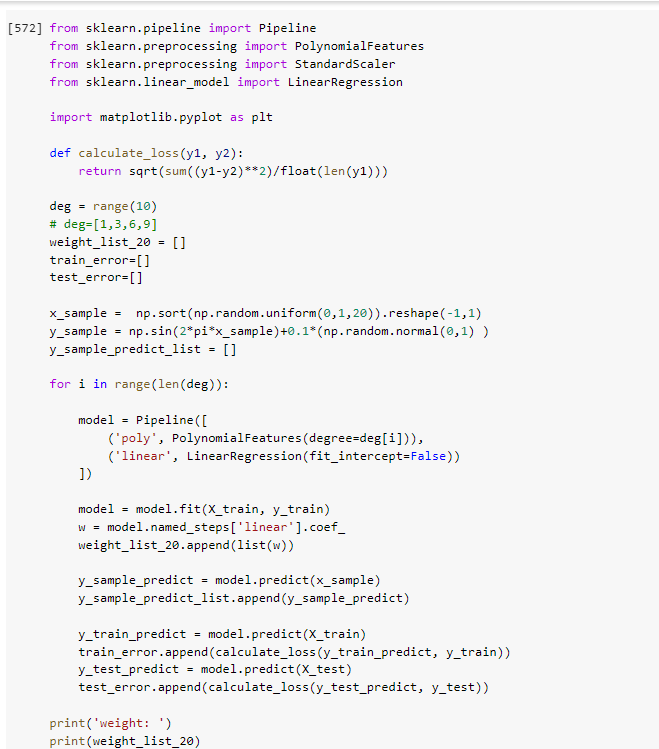 [572] from sklearn.pipeline import Pipeline
from sklearn.preprocessing import PolynomialFeatures
from sklearn.preprocessing import StandardScaler
from sklearn.linear_model import LinearRegression
import matplotlib.pyplot as plt
def calculate_loss(y1, y2):
    return sqrt(sum((y1-y2)**2)/float(len(y1)))
deg = range(10)
# deg=[1,3,6,9]
weight_list_20 = []
train_error=[]
test_error=[]
x_sample =  np.sort(np.random.uniform(0,1,20)).reshape(-1,1)
y_sample = np.sin(2*pi*x_sample)+0.1*(np.random.normal(0,1) )
y_sample_predict_list = []
for i in range(len(deg)):
    model = Pipeline([
        ('poly', PolynomialFeatures(degree=deg[i])),
        ('linear', LinearRegression(fit_intercept=False))
    ])
    model = model.fit(X_train, y_train)
    w = model.named_steps['linear'].coef_
    weight_list_20.append(list(w))
    y_sample_predict = model.predict(x_sample)
    y_sample_predict_list.append(y_sample_predict)
    y_train_predict = model.predict(X_train)
    train_error.append(calculate_loss(y_train_predict, y_train))
    y_test_predict = model.predict(X_test)
    test_error.append(calculate_loss(y_test_predict, y_test))
print('weight: ')
print(weight_list_20)